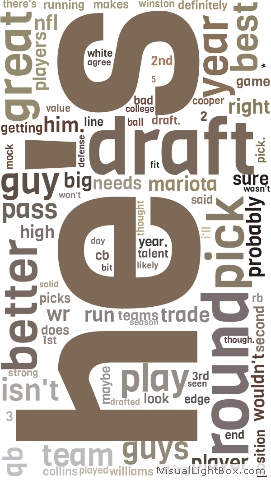 there's running makes winston definitely
great
players
nfl
white
agree
2nd
5
year
best
*
game
value
bad
college
cooper
right
getting
him.
line
ball
draft.
2
mock
defense
draft
fit
pick.
guy
big
needs
mariota
sure
wasn't
pass
won't
said
high
thought
i'll
pick
probably
day
year,
cb
talent
bit
likely
better
solid
picks
rb
wr
run
teams
trade
season
does
1st
round
second
though.
he's
strong
isn't
maybe
play
3rd
seen
wouldn't
drafted
look
edge
3
end
position
qb
team
guys
player
collins
played
williams
VisualLightBox.com